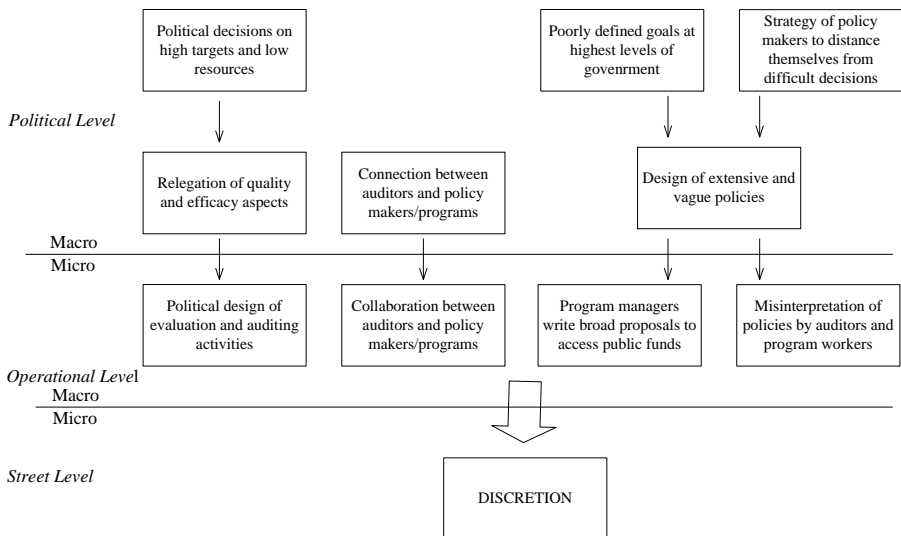 Political decisions on
high targets and low
resources
Poorly defined goals at
highest levels of
govenrment
Strategy of policy
makers to distance
themselves from
difficult decisions
Political Level
Relegation of quality
and efficacy aspects
Connection between
auditors and policy
makers/programs
Design of extensive and
vague policies
Macro
Micro
Political design of
evaluation and auditing
activities
Collaboration between
auditors and policy
makers/programs
Program managers
write broad proposals to
access public funds
Misinterpretation of
policies by auditors and
program workers
Operational Level
Macro
Micro
Street Level
DISCRETION